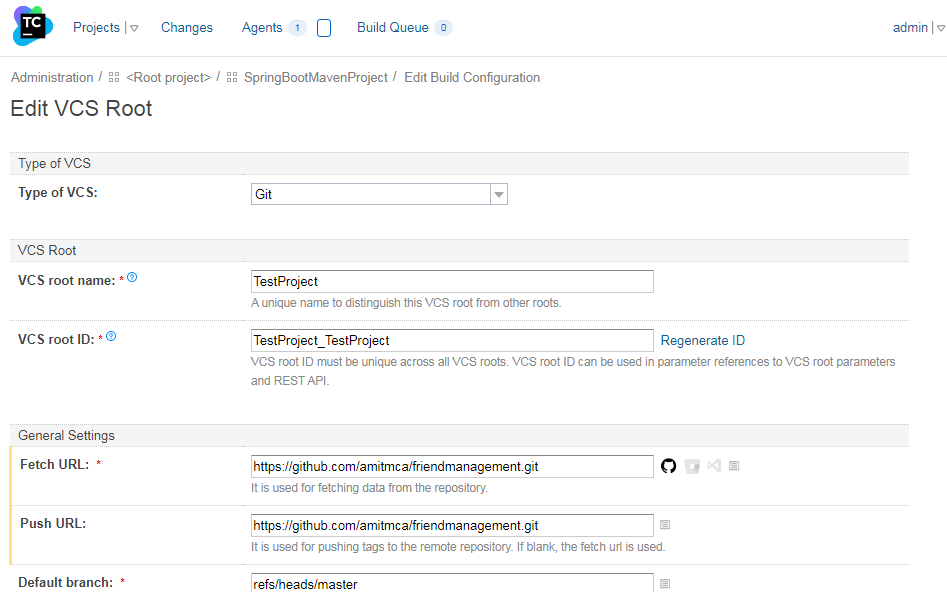 TC
Projects Changes Agents 1 Build Queue 0 admin
Administration / <Root project> / SpringBootMavenProject / Edit Build Configuration
Edit VCS Root
Type of VCS
Type of VCS: Git
VCS Root
VCS root name: * TestProject
A unique name to distinguish this VCS root from other roots.
VCS root ID: * TestProject_TestProject Regenerate ID
VCS root ID must be unique across all VCS roots. VCS root ID can be used in parameter references to VCS root parameters
and REST API.
General Settings
Fetch URL: * https://github.com/amitmca/friendmanagement.git
It is used for fetching data from the repository.
Push URL: https://github.com/amitmca/friendmanagement.git
It is used for pushing tags to the remote repository. If blank, the fetch url is used.
Default branch: * refs/heads/master